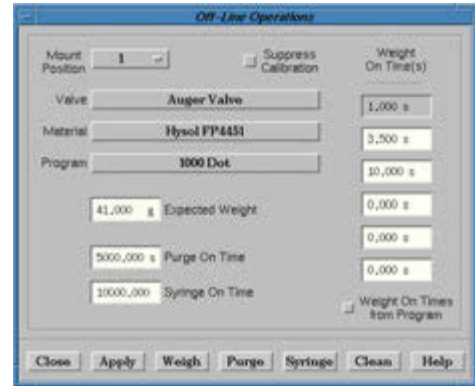 Off-Line Operations
Mount Position 1
Suppress Calibration
Weight On Time(s)
Valve Auger Valve
1,000 s
Material Hysol FP4451
3,500 s
Program 1000 Dot
10,000 s
41,000 g Expected Weight
0,000 s
5000,000 s Purge On Time
0,000 s
10000,000 Syringe On Time
0,000 s
Weight On Times from Program
Close Apply Weigh Purge Syringe Clean Help